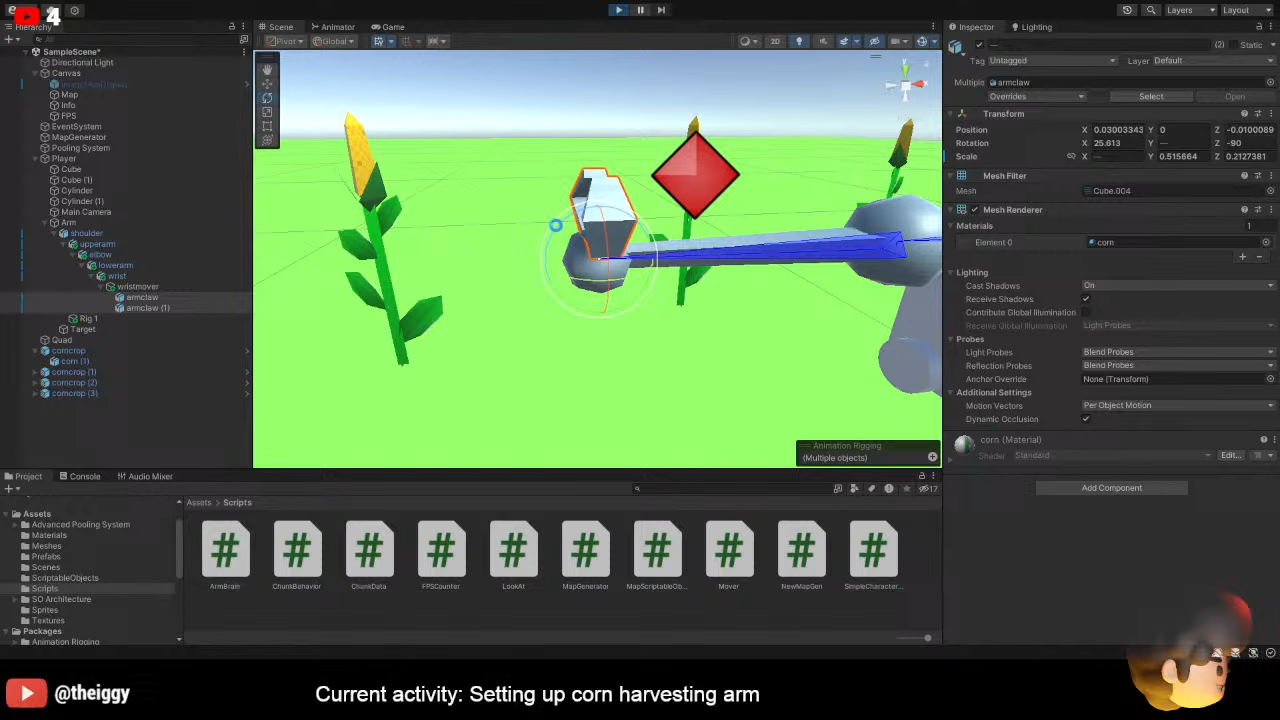 4
Layers
Layout
Hierarchy
All
SampleScene*
Directional Light
Canvas
Map
Info
FPS
EventSystem
MapGenerator
Pooling System
Player
Cube
Cube (1)
Cylinder
Cylinder (1)
Main Camera
Arm
shoulder
upperarm
elbow
lowerarm
wrist
wristmover
armclaw
armclaw (1)
Rig 1
Target
Quad
corncrop
corn (1)
corncrop (1)
corncrop (2)
corncrop (3)
Scene
Animator
Game
Pivot
Global
2D
y
Animation Rigging
(Multiple objects)
Inspector
Lighting
—
(2)
Static
Tag
Untagged
Layer
Default
Multiple
armclaw
Overrides
Select
Open
Transform
Position
X 0.03003343 Y 0 Z -0.0100089
Rotation
X 25.613 Y — Z -90
Scale
X — Y 0.515664 Z 0.2127381
Mesh Filter
Mesh
Cube.004
Mesh Renderer
Materials
1
Element 0
corn
Lighting
Cast Shadows
On
Receive Shadows
Contribute Global Illumination
Receive Global Illumination
Light Probes
Probes
Light Probes
Blend Probes
Reflection Probes
Blend Probes
Anchor Override
None (Transform)
Additional Settings
Motion Vectors
Per Object Motion
Dynamic Occlusion
corn (Material)
Shader
Standard
Edit...
Add Component
Project
Console
Audio Mixer
17
Assets
Advanced Pooling System
Materials
Meshes
Prefabs
Scenes
ScriptableObjects
Scripts
SO Architecture
Sprites
Textures
Packages
Animation Rigging
Assets > Scripts
ArmBrain
ChunkBehavior
ChunkData
FPSCounter
LookAt
MapGenerator
MapScriptableOb...
Mover
NewMapGen
SimpleCharacter...
@theiggy
Current activity: Setting up corn harvesting arm